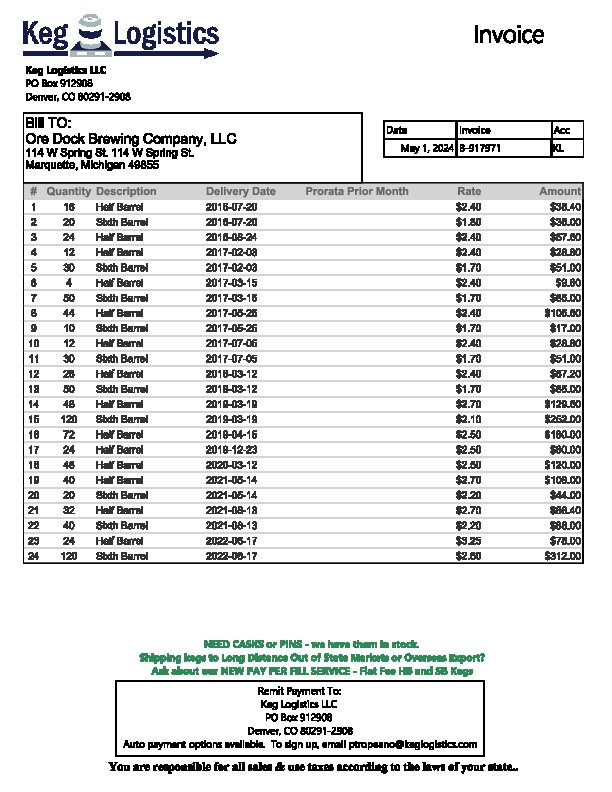 Keg Logistics
Invoice
Keg Logistics LLC
PO Box 912908
Denver, CO 80291-2908
Bill TO:
Ore Dock Brewing Company, LLC
114 W Spring St. 114 W Spring St.
Marquette, Michigan 49855
Date Invoice Acc
May 1, 2024 B-917971 KL
# Quantity Description Delivery Date Prorata Prior Month Rate Amount
1 16 Half Barrel 2016-07-20 $2.40 $38.40
2 20 Sixth Barrel 2016-07-20 $1.80 $36.00
3 24 Half Barrel 2016-08-24 $2.40 $57.60
4 12 Half Barrel 2017-02-03 $2.40 $28.80
5 30 Sixth Barrel 2017-02-03 $1.70 $51.00
6 4 Half Barrel 2017-03-15 $2.40 $9.60
7 50 Sixth Barrel 2017-03-15 $1.70 $85.00
8 44 Half Barrel 2017-05-25 $2.40 $105.60
9 10 Sixth Barrel 2017-05-25 $1.70 $17.00
10 12 Half Barrel 2017-07-05 $2.40 $28.80
11 30 Sixth Barrel 2017-07-05 $1.70 $51.00
12 28 Half Barrel 2018-03-12 $2.40 $67.20
13 50 Sixth Barrel 2018-03-12 $1.70 $85.00
14 48 Half Barrel 2019-03-19 $2.70 $129.60
15 120 Sixth Barrel 2019-03-19 $2.10 $252.00
16 72 Half Barrel 2019-04-15 $2.50 $180.00
17 24 Half Barrel 2019-12-23 $2.50 $60.00
18 48 Half Barrel 2020-03-12 $2.50 $120.00
19 40 Half Barrel 2021-05-14 $2.70 $108.00
20 20 Sixth Barrel 2021-05-14 $2.20 $44.00
21 32 Half Barrel 2021-08-13 $2.70 $86.40
22 40 Sixth Barrel 2021-08-13 $2.20 $88.00
23 24 Half Barrel 2022-06-17 $3.25 $78.00
24 120 Sixth Barrel 2022-06-17 $2.60 $312.00
NEED CASKS or PINS - we have them in stock.
Shipping kegs to Long Distance Out of State Markets or Overseas Export?
Ask about our NEW PAY PER FILL SERVICE - Flat Fee HB and SB Kegs
Remit Payment To:
Keg Logistics LLC
PO Box 912908
Denver, CO 80291-2908
Auto payment options available. To sign up, email ptropeano@keglogistics.com
You are responsible for all sales & use taxes according to the laws of your state..